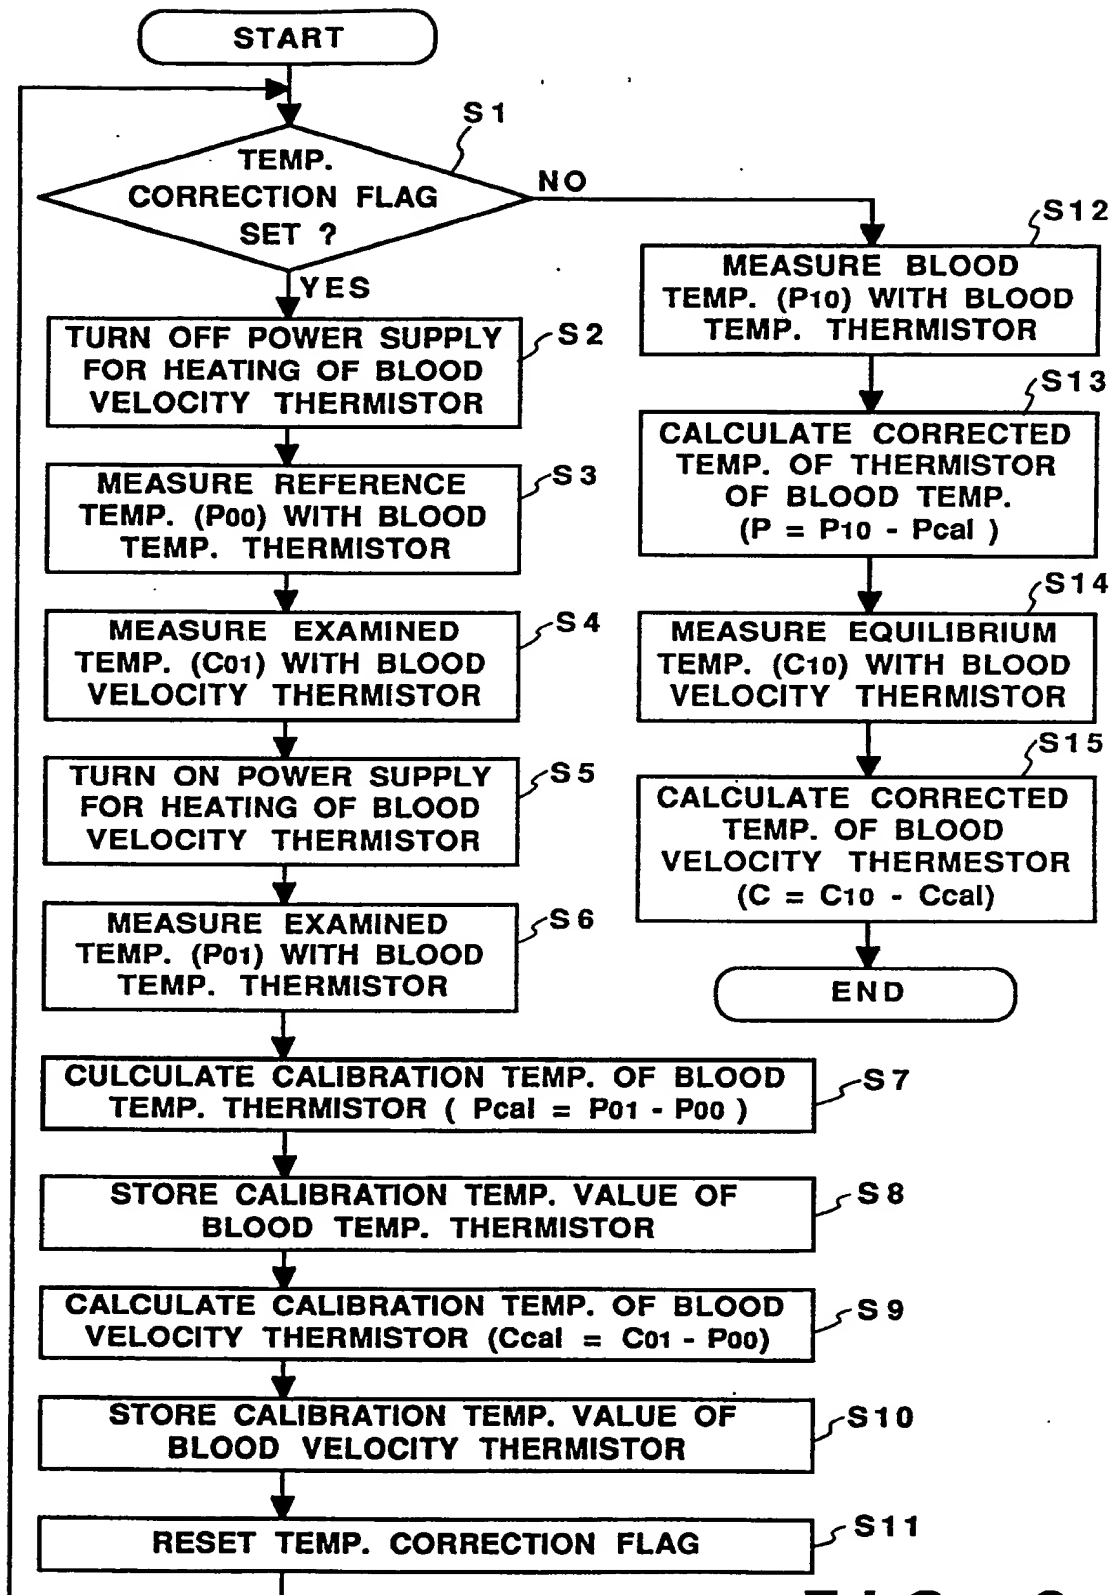 START
S1
TEMP.
CORRECTION FLAG
SET ?
NO
YES
TURN OFF POWER SUPPLY
FOR HEATING OF BLOOD
VELOCITY THERMISTOR
S2
MEASURE REFERENCE
TEMP. (P00) WITH BLOOD
TEMP. THERMISTOR
S3
MEASURE EXAMINED
TEMP. (C01) WITH BLOOD
VELOCITY THERMISTOR
S4
TURN ON POWER SUPPLY
FOR HEATING OF BLOOD
VELOCITY THERMISTOR
S5
MEASURE EXAMINED
TEMP. (P01) WITH BLOOD
TEMP. THERMISTOR
S6
CULCULATE CALIBRATION TEMP. OF BLOOD
TEMP. THERMISTOR ( Pcal = P01 - P00 )
S7
STORE CALIBRATION TEMP. VALUE OF
BLOOD TEMP. THERMISTOR
S8
CALCULATE CALIBRATION TEMP. OF BLOOD
VELOCITY THERMISTOR (Ccal = C01 - P00)
S9
STORE CALIBRATION TEMP. VALUE OF
BLOOD VELOCITY THERMISTOR
S10
RESET TEMP. CORRECTION FLAG
S11
S12
MEASURE BLOOD
TEMP. (P10) WITH BLOOD
TEMP. THERMISTOR
S13
CALCULATE CORRECTED
TEMP. OF THERMISTOR
OF BLOOD TEMP.
(P = P10 - Pcal )
S14
MEASURE EQUILIBRIUM
TEMP. (C10) WITH BLOOD
VELOCITY THERMISTOR
S15
CALCULATE CORRECTED
TEMP. OF BLOOD
VELOCITY THERMESTOR
(C = C10 - Ccal)
END